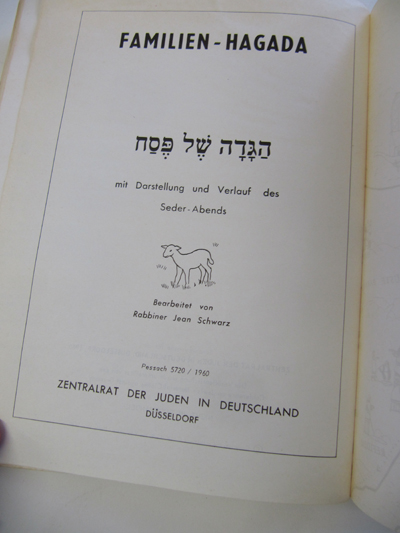 FAMILIEN - HAGADA
הַגָּדָה שֶׁל פֶּסַח
mit Darstellung und Verlauf des
Seder - Abends
Bearbeitet von
Rabbiner Jean Schwarz
Pessach 5720 / 1960
ZENTRALRAT DER JUDEN IN DEUTSCHLAND
DÜSSELDORF